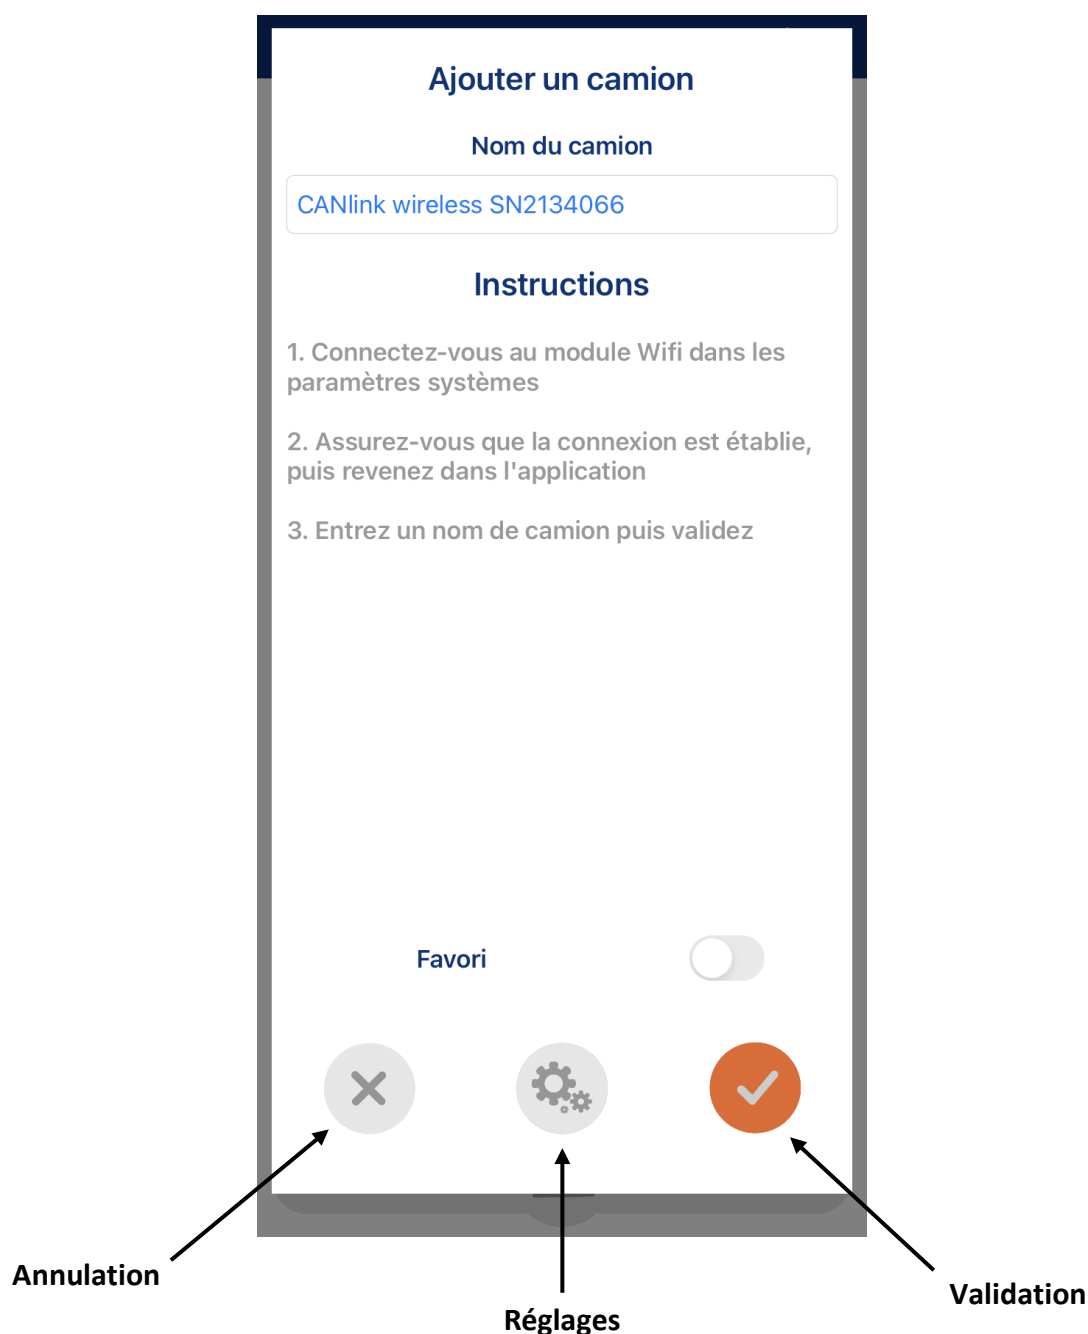 Ajouter un camion
Nom du camion
CANlink wireless SN2134066
Instructions
1. Connectez-vous au module Wifi dans les
paramètres systèmes
2. Assurez-vous que la connexion est établie,
puis revenez dans l'application
3. Entrez un nom de camion puis validez
Favori
Annulation
Réglages
Validation